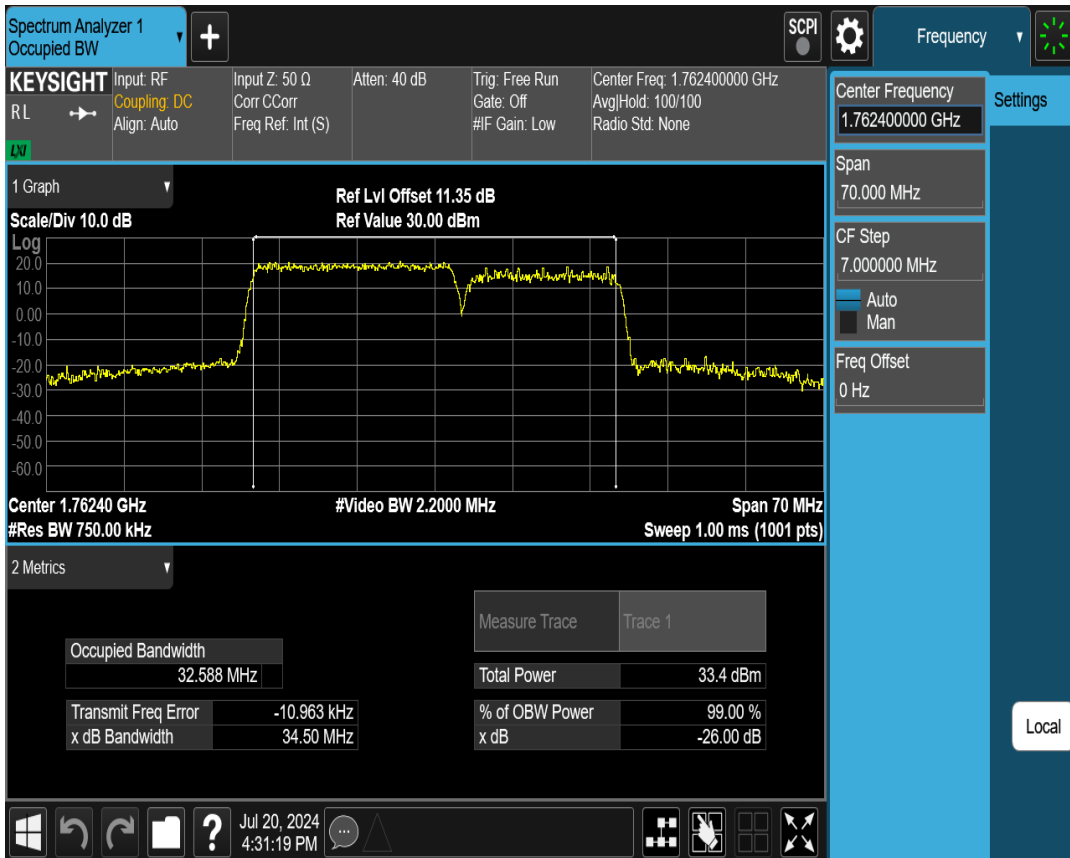 Spectrum Analyzer 1
Occupied BW
+
SCPI
Frequency
KEYSIGHT
RL
LXI
Input: RF
Coupling: DC
Align: Auto
Input Z: 50 Ω
Corr CCorr
Freq Ref: Int (S)
Atten: 40 dB
Trig: Free Run
Gate: Off
#IF Gain: Low
Center Freq: 1.762400000 GHz
Avg|Hold: 100/100
Radio Std: None
Center Frequency
1.762400000 GHz
Settings
Span
70.000 MHz
CF Step
7.000000 MHz
Auto
Man
Freq Offset
0 Hz
Local
1 Graph
Scale/Div 10.0 dB
Ref Lvl Offset 11.35 dB
Ref Value 30.00 dBm
Log
20.0
10.0
0.00
-10.0
-20.0
-30.0
-40.0
-50.0
-60.0
Center 1.76240 GHz
#Video BW 2.2000 MHz
Span 70 MHz
#Res BW 750.00 kHz
Sweep 1.00 ms (1001 pts)
2 Metrics
Measure Trace
Trace 1
Occupied Bandwidth
32.588 MHz
Total Power
33.4 dBm
Transmit Freq Error
-10.963 kHz
% of OBW Power
99.00 %
x dB Bandwidth
34.50 MHz
x dB
-26.00 dB
?
Jul 20, 2024
4:31:19 PM